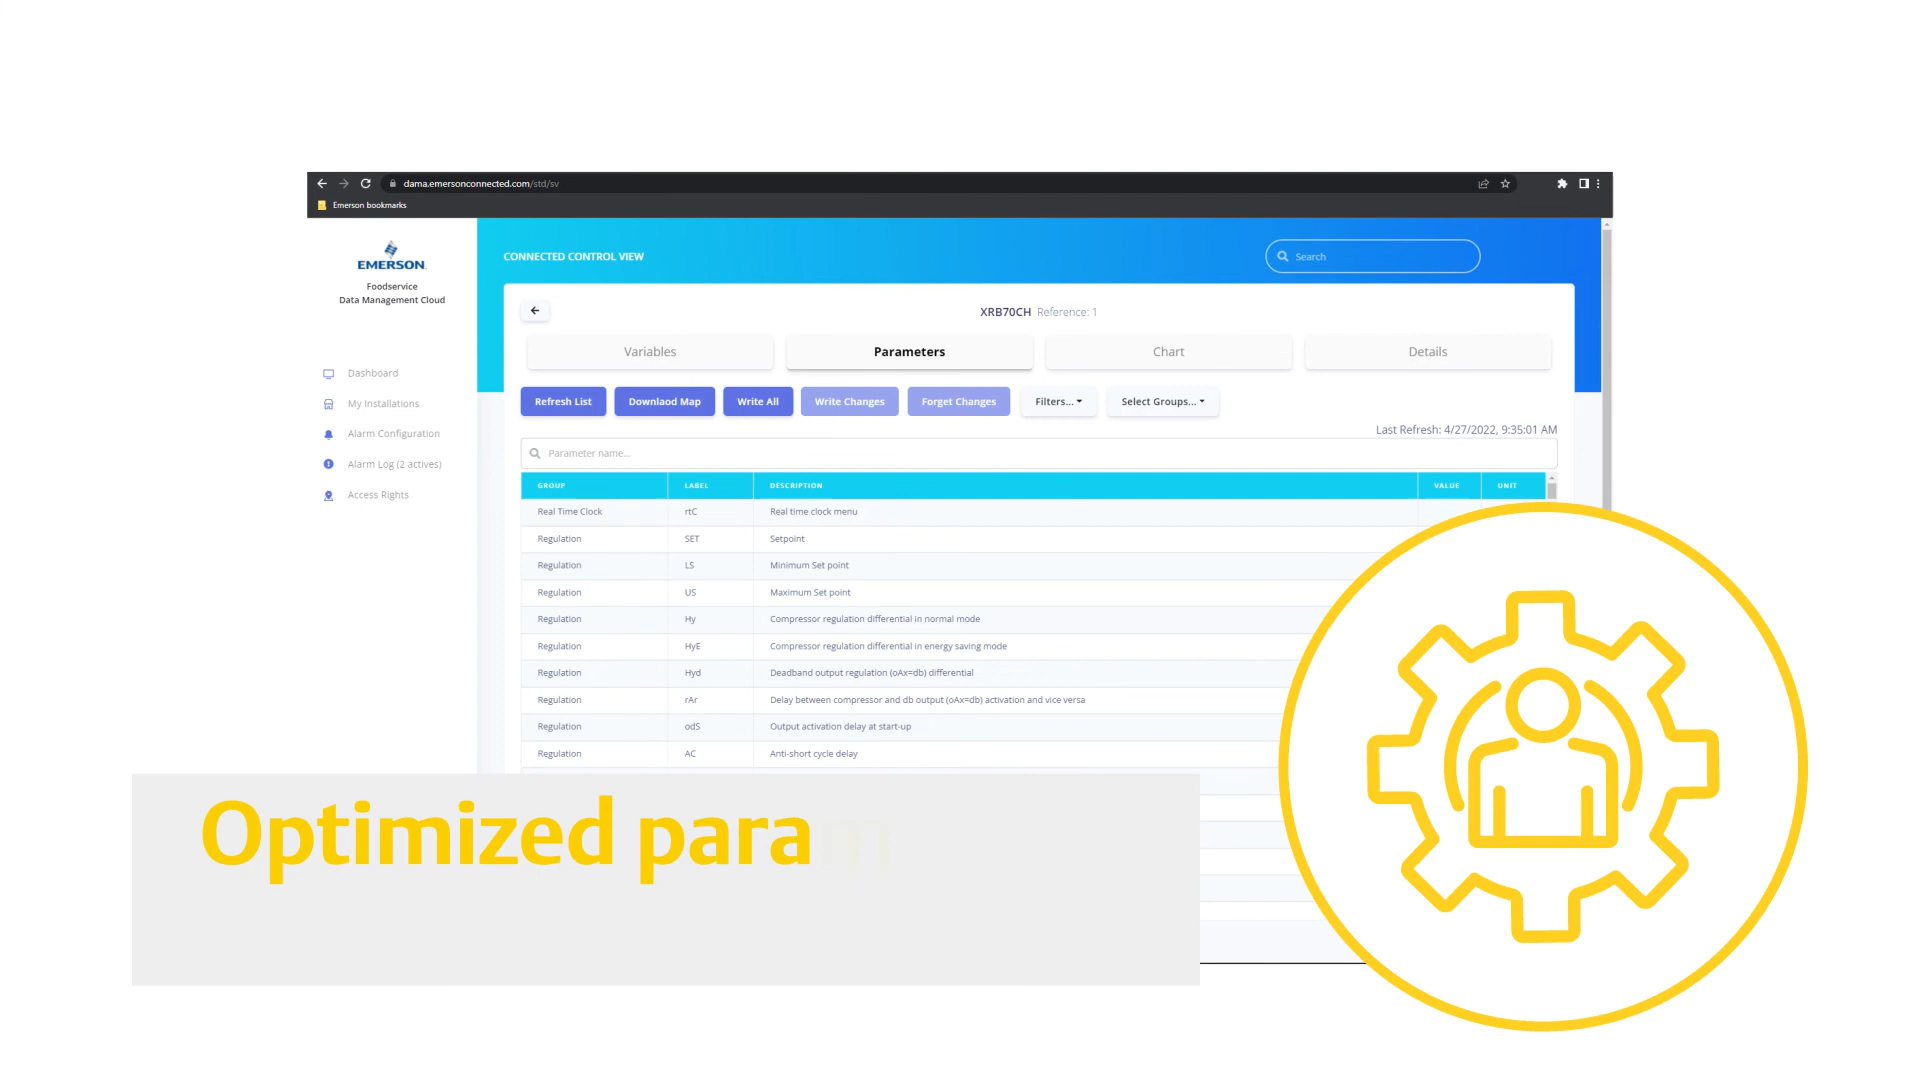 dama.emersonconnected.com/std/sv
Emerson bookmarks
EMERSON
Foodservice
Data Management Cloud
Dashboard
My Installations
Alarm Configuration
Alarm Log (2 actives)
Access Rights
CONNECTED CONTROL VIEW
Search
XRB70CH Reference: 1
Variables Parameters Chart Details
Refresh List Downlaod Map Write All Write Changes Forget Changes Filters... Select Groups...
Last Refresh: 4/27/2022, 9:35:01 AM
Parameter name...
GROUP LABEL DESCRIPTION VALUE UNIT
Real Time Clock rtC Real time clock menu
Regulation SET Setpoint
Regulation LS Minimum Set point
Regulation US Maximum Set point
Regulation Hy Compressor regulation differential in normal mode
Regulation HyE Compressor regulation differential in energy saving mode
Regulation Hyd Deadband output regulation (oAx=db) differential
Regulation rAr Delay between compressor and db output (oAx=db) activation and vice versa
Regulation odS Output activation delay at start-up
Regulation AC Anti-short cycle delay
Optimized param